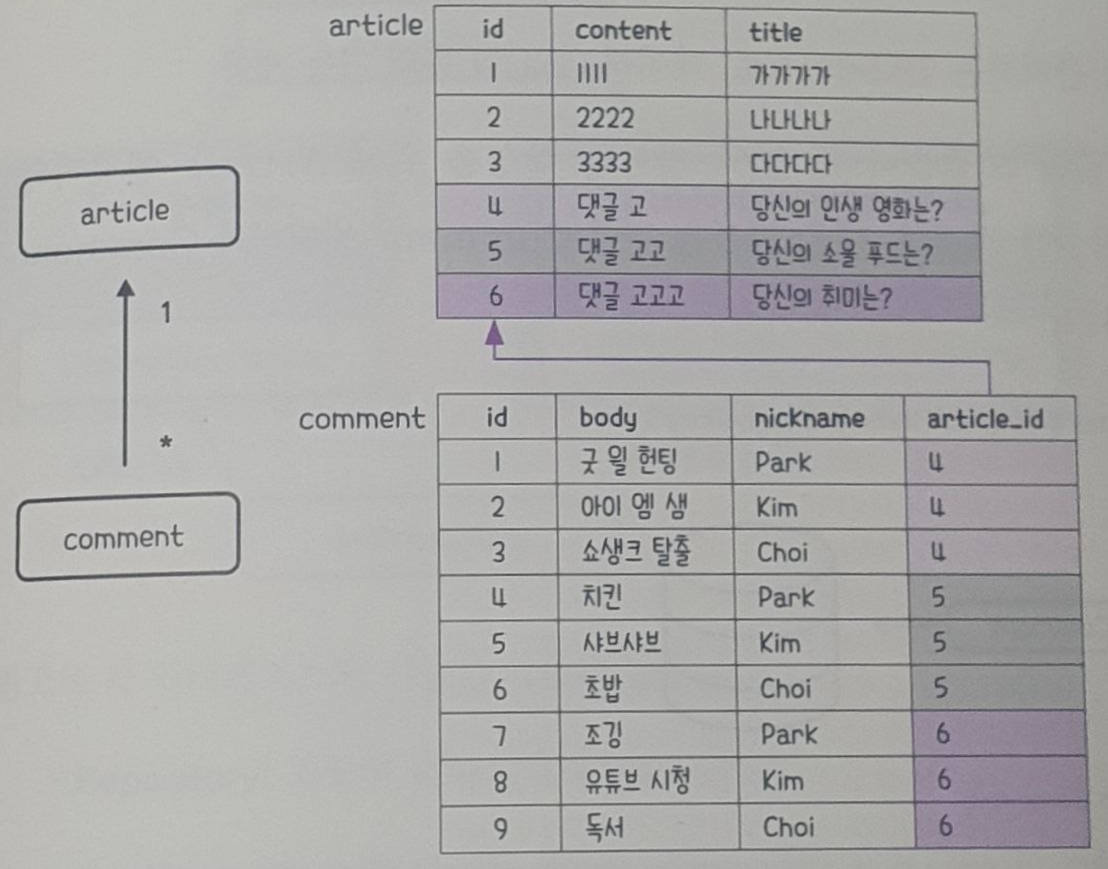 article
id content title
1 1111 가가가가
2 2222 나나나나
3 3333 다다다다
4 댓글 고 당신의 인생 영화는?
5 댓글 고고 당신의 소울 푸드는?
6 댓글 고고고 당신의 취미는?
article
1
*
comment
comment
id body nickname article_id
1 굿 윌 헌팅 Park 4
2 아이 엠 샘 Kim 4
3 쇼생크 탈출 Choi 4
4 치킨 Park 5
5 샤브샤브 Kim 5
6 초밥 Choi 5
7 조깅 Park 6
8 유튜브 시청 Kim 6
9 독서 Choi 6